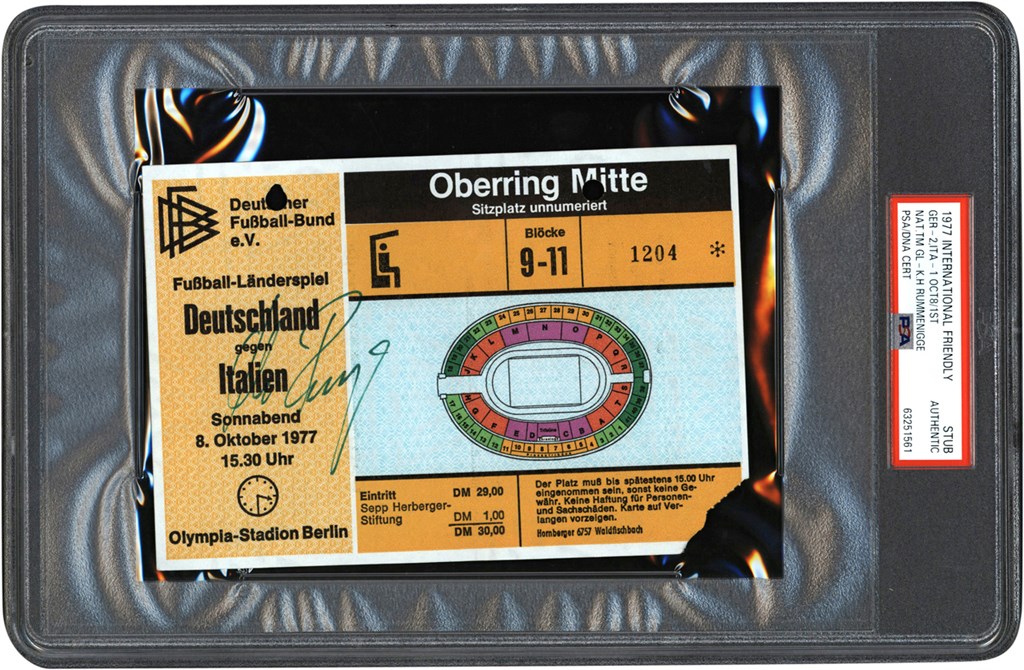 Deutscher
Fußball-Bund
e.V.
Fußball-Länderspiel
Deutschland
gegen
Italien
Sonnabend
8. Oktober 1977
15.30 Uhr
Olympia-Stadion Berlin
Oberring Mitte
Sitzplatz unnumeriert
Blöcke
9-11
1204 *
Eintritt DM 29,00
Sepp Herberger-
Stiftung DM 1,00
DM 30,00
Der Platz muß bis spätestens 15.00 Uhr
eingenommen sein, sonst keine Ge-
währ. Keine Haftung für Personen-
und Sachschäden. Karte auf Ver-
langen vorzeigen.
Hornberger 6757 Waldfischbach
1977 INTERNATIONAL FRIENDLY STUB
GER-2,ITA-1 OCT8/1ST AUTHENTIC
NAT.TM GL-K.H RUMMENIGGE
PSA/DNA CERT PSA 63251561